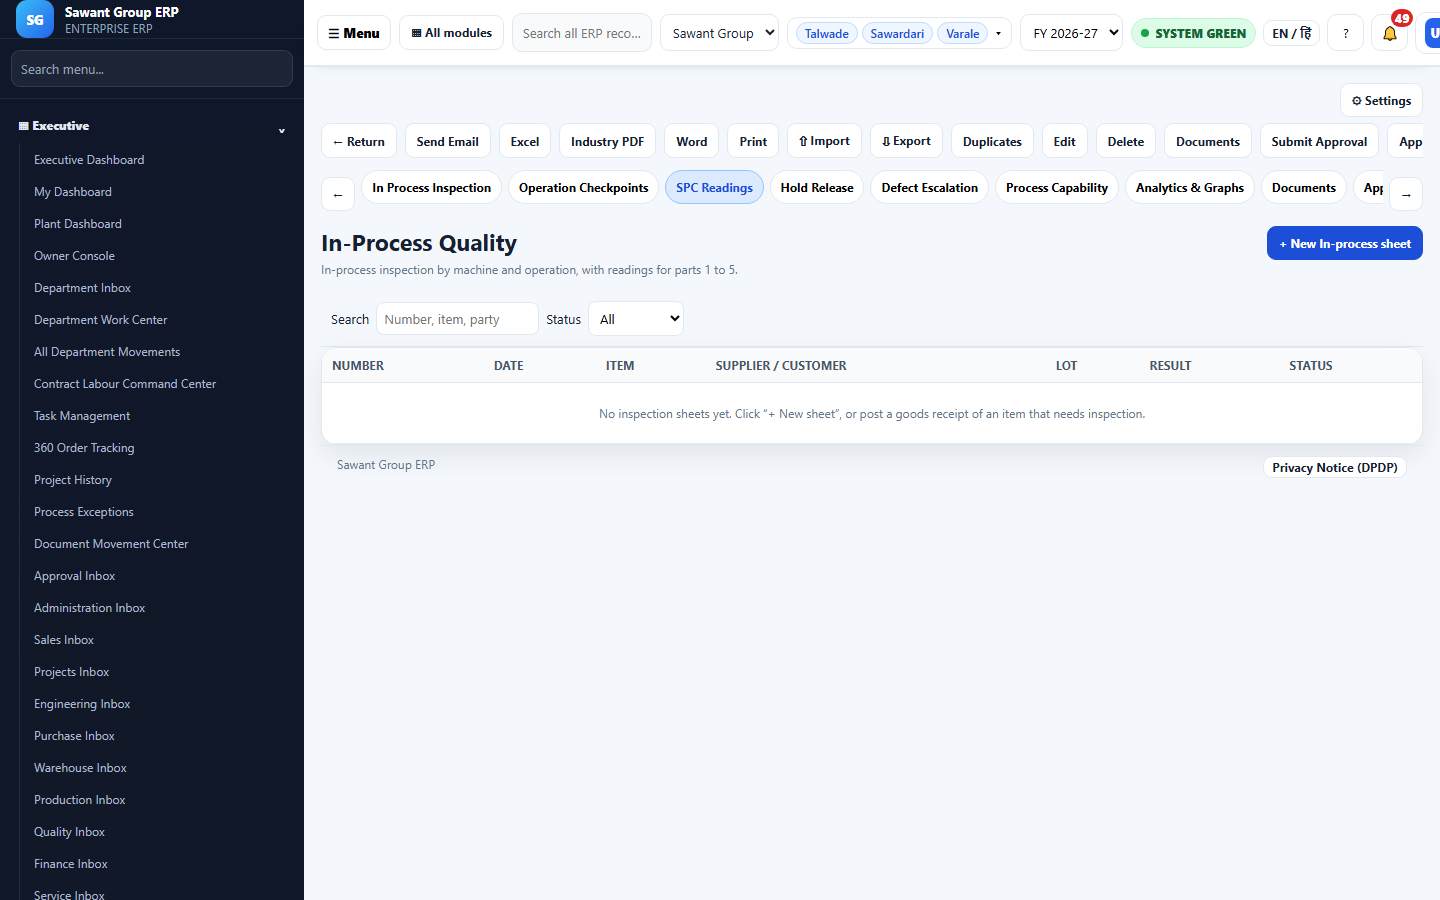 SG
Sawant Group ERP
ENTERPRISE ERP
Search menu...
Executive
Executive Dashboard
My Dashboard
Plant Dashboard
Owner Console
Department Inbox
Department Work Center
All Department Movements
Contract Labour Command Center
Task Management
360 Order Tracking
Project History
Process Exceptions
Document Movement Center
Approval Inbox
Administration Inbox
Sales Inbox
Projects Inbox
Engineering Inbox
Purchase Inbox
Warehouse Inbox
Production Inbox
Quality Inbox
Finance Inbox
Service Inbox
☰ Menu
All modules
Search all ERP reco...
Sawant Group
Talwade
Sawardari
Varale
FY 2026-27
SYSTEM GREEN
EN / हिं
?
49
U
⚙ Settings
← Return
Send Email
Excel
Industry PDF
Word
Print
⇧ Import
⇩ Export
Duplicates
Edit
Delete
Documents
Submit Approval
App
←
In Process Inspection
Operation Checkpoints
SPC Readings
Hold Release
Defect Escalation
Process Capability
Analytics & Graphs
Documents
App
→
In-Process Quality
+ New In-process sheet
In-process inspection by machine and operation, with readings for parts 1 to 5.
Search
Number, item, party
Status
All
NUMBER DATE ITEM SUPPLIER / CUSTOMER LOT RESULT STATUS
No inspection sheets yet. Click "+ New sheet", or post a goods receipt of an item that needs inspection.
Sawant Group ERP
Privacy Notice (DPDP)